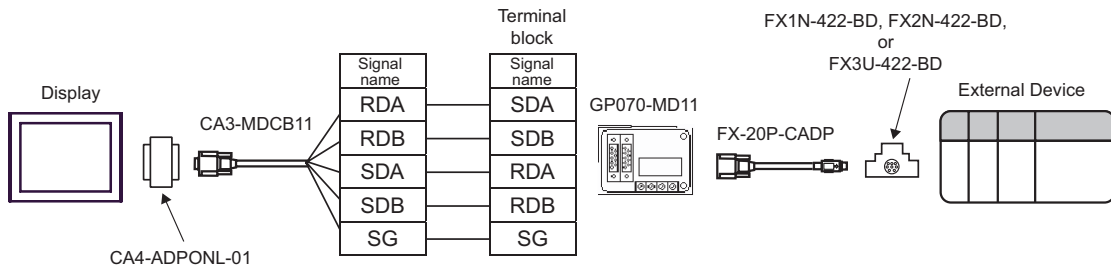 Display
CA4-ADPONL-01
CA3-MDCB11
Signal
name
RDA
RDB
SDA
SDB
SG
Terminal
block
Signal
name
SDA
SDB
RDA
RDB
SG
GP070-MD11
FX-20P-CADP
FX1N-422-BD, FX2N-422-BD,
or
FX3U-422-BD
External Device